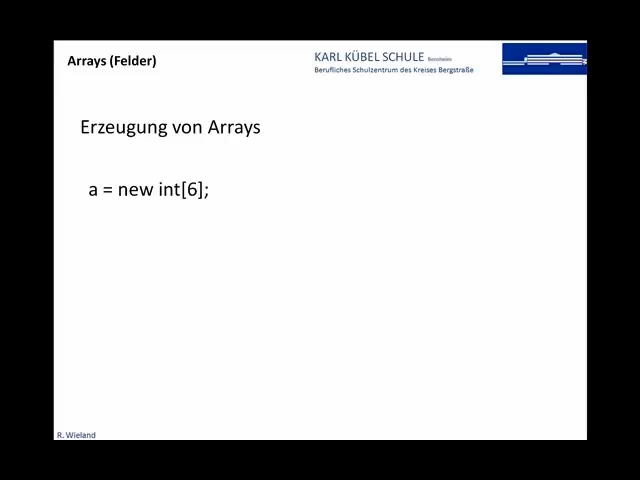 Arrays (Felder)
KARL KÜBEL SCHULE Bensheim
Berufliches Schulzentrum des Kreises Bergstraße
Erzeugung von Arrays
a = new int[6];
R. Wieland